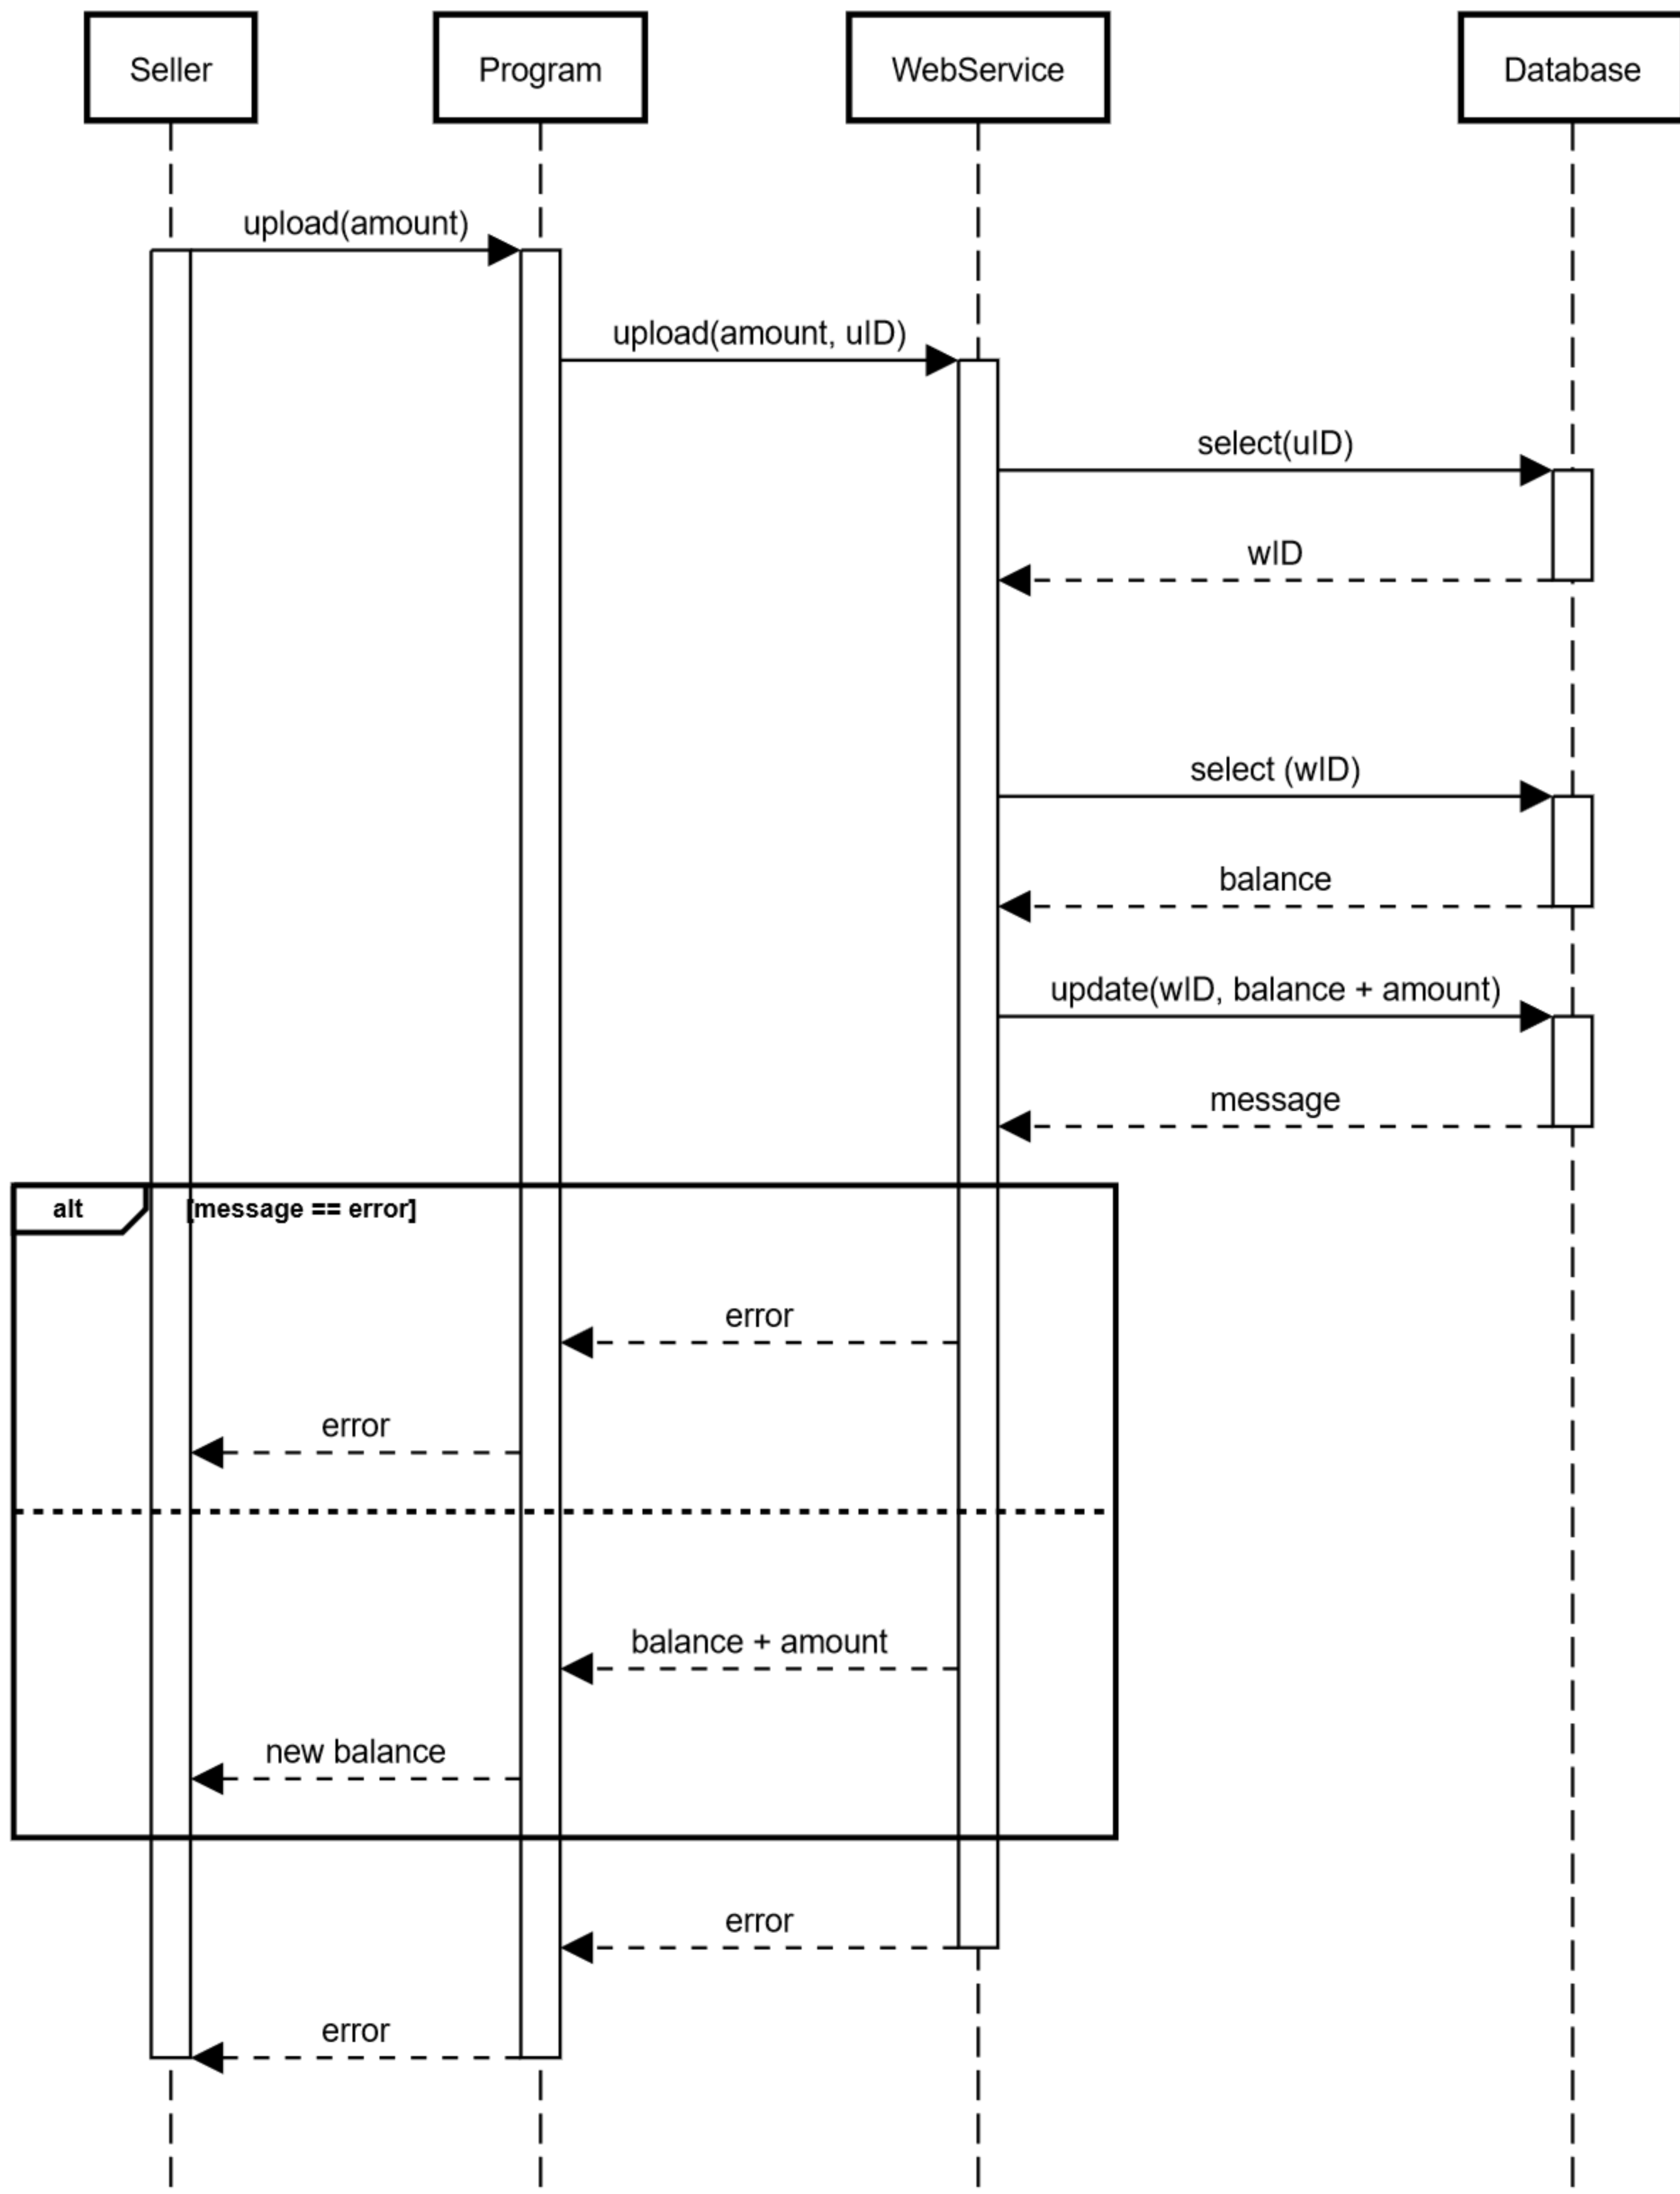 Seller
Program
WebService
Database
upload(amount)
upload(amount, uID)
select(uID)
wID
select (wID)
balance
update(wID, balance + amount)
message
alt
[message == error]
error
error
balance + amount
new balance
error
error